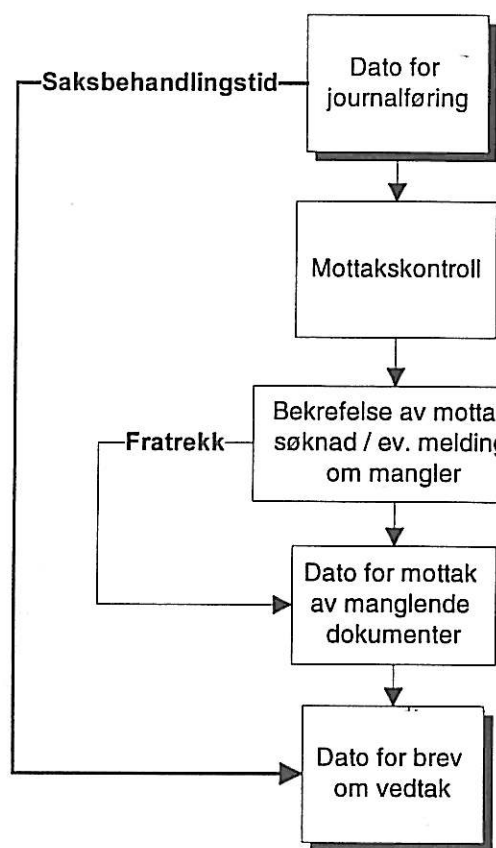 Saksbehandlingstid
Dato for
journalføring
Mottakskontroll
Bekrefelse av motta
søknad / ev. melding
om mangler
Fratrekk
Dato for mottak
av manglende
dokumenter
Dato for brev
om vedtak